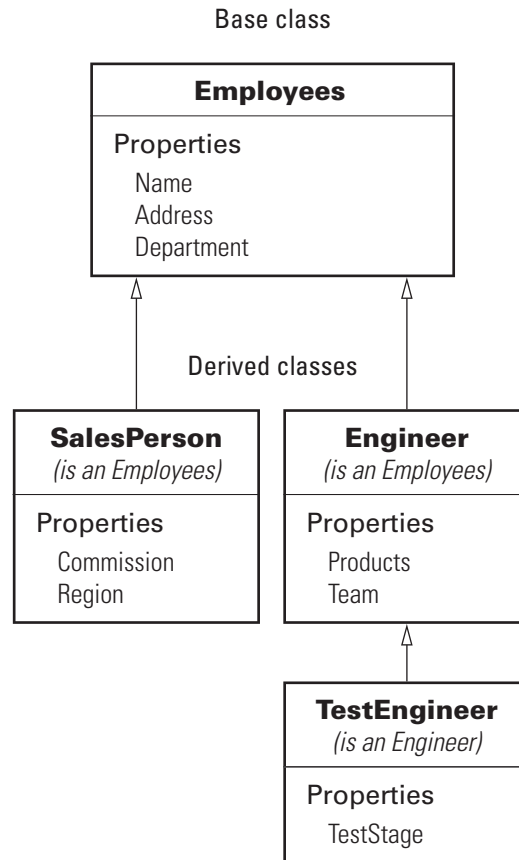 Base class
Employees
Properties
Name
Address
Department
Derived classes
SalesPerson
(is an Employees)
Properties
Commission
Region
Engineer
(is an Employees)
Properties
Products
Team
TestEngineer
(is an Engineer)
Properties
TestStage